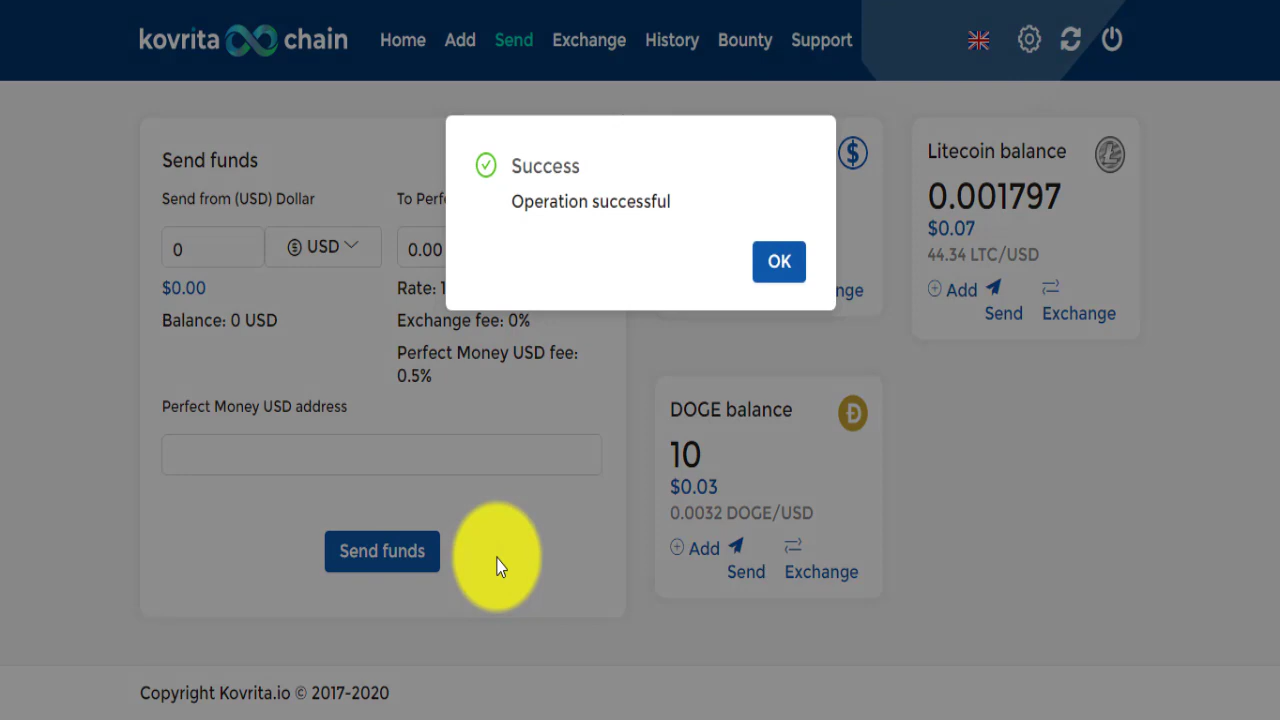 kovrita chain Home Add Send Exchange History Bounty Support
Send funds
Send from (USD) Dollar
0
USD
$0.00
Balance: 0 USD
To Perf
0.00
Rate:
Exchange fee: 0%
Perfect Money USD fee:
0.5%
Perfect Money USD address
Send funds
Success
Operation successful
OK
nge
Litecoin balance
0.001797
$0.07
44.34 LTC/USD
Add Send Exchange
DOGE balance
10
$0.03
0.0032 DOGE/USD
Add Send Exchange
Copyright Kovrita.io © 2017-2020